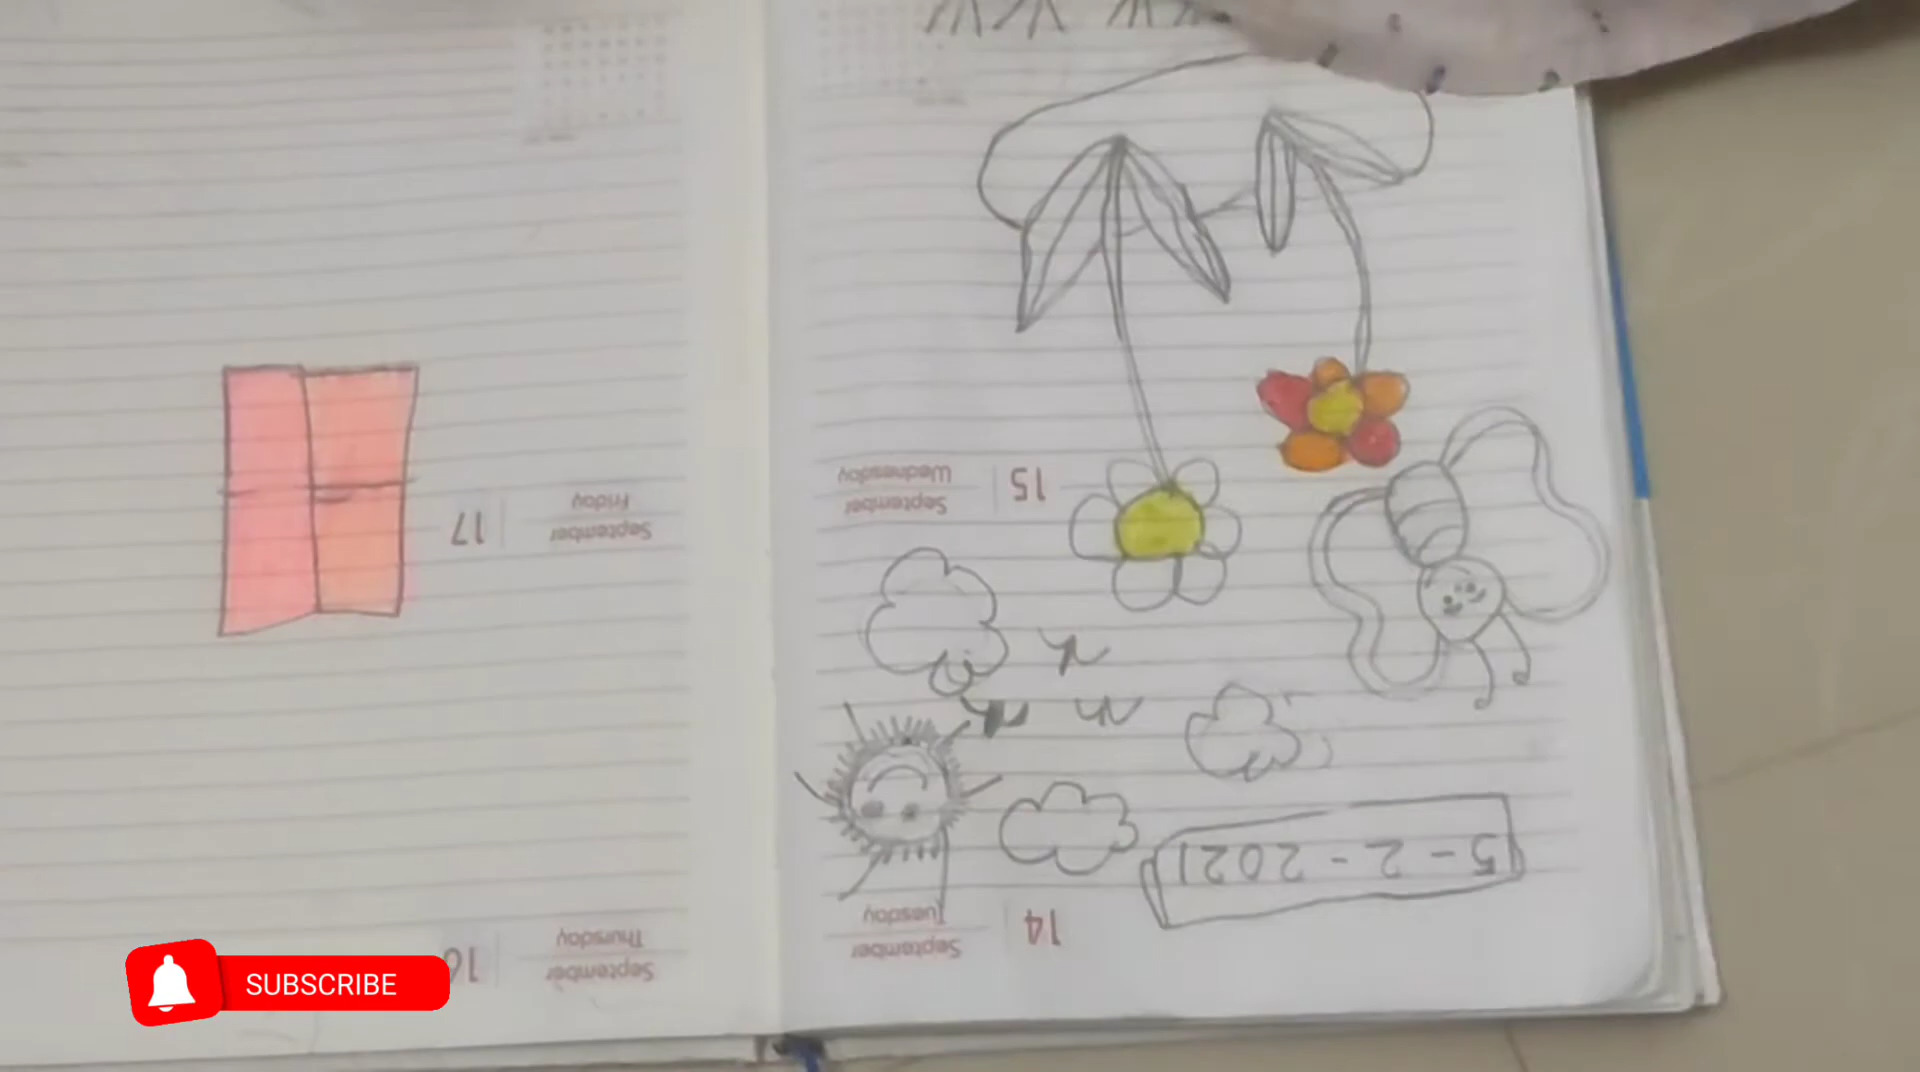 September
Wednesday
15
September
Friday
17
5-2-2021
September
Tuesday
14
September
Thursday
16
SUBSCRIBE